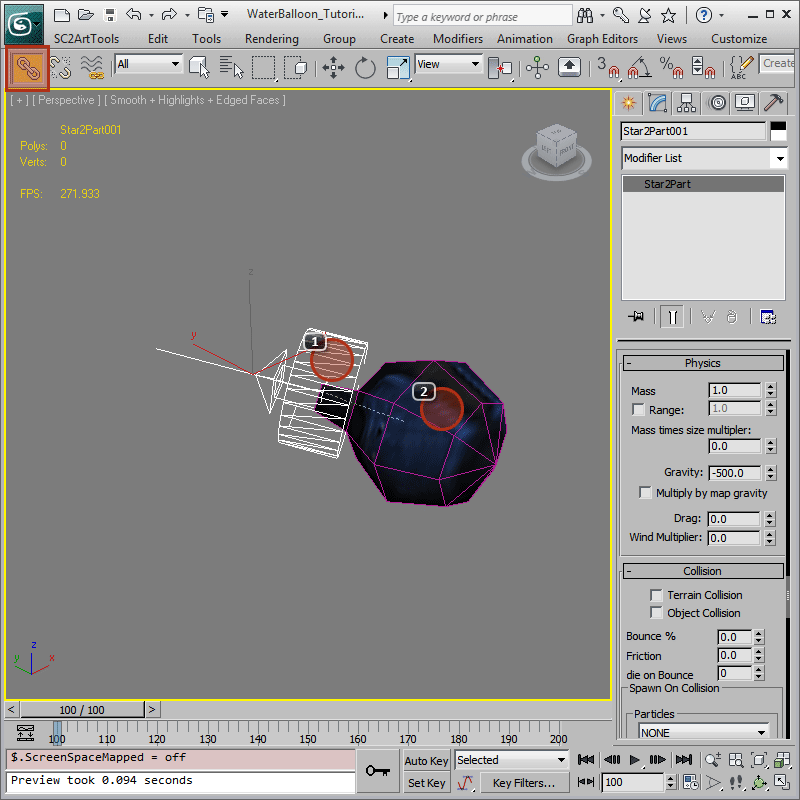 WaterBalloon_Tutori...
Type a keyword or phrase
SC2ArtTools Edit Tools Rendering Group Create Modifiers Animation Graph Editors Views Customize
All
View
3
%
ABC
Create
[ + ] [ Perspective ] [ Smooth + Highlights + Edged Faces ]
Star2Part001
Polys: 0
Verts: 0
FPS: 271.933
z
y
1
2
z
y
x
Star2Part001
Modifier List
Star2Part
- Physics
Mass 1.0
Range: 1.0
Mass times size multipler:
0.0
Gravity: -500.0
Multiply by map gravity
Drag: 0.0
Wind Multiplier: 0.0
- Collision
Terrain Collision
Object Collision
Bounce % 0.0
Friction 0.0
die on Bounce 0
Spawn On Collision
Particles
NONE
< 100 / 100 >
100 110 120 130 140 150 160 170 180 190 200
$.ScreenSpaceMapped = off
Preview took 0.094 seconds
Auto Key Selected
Set Key Key Filters...
100